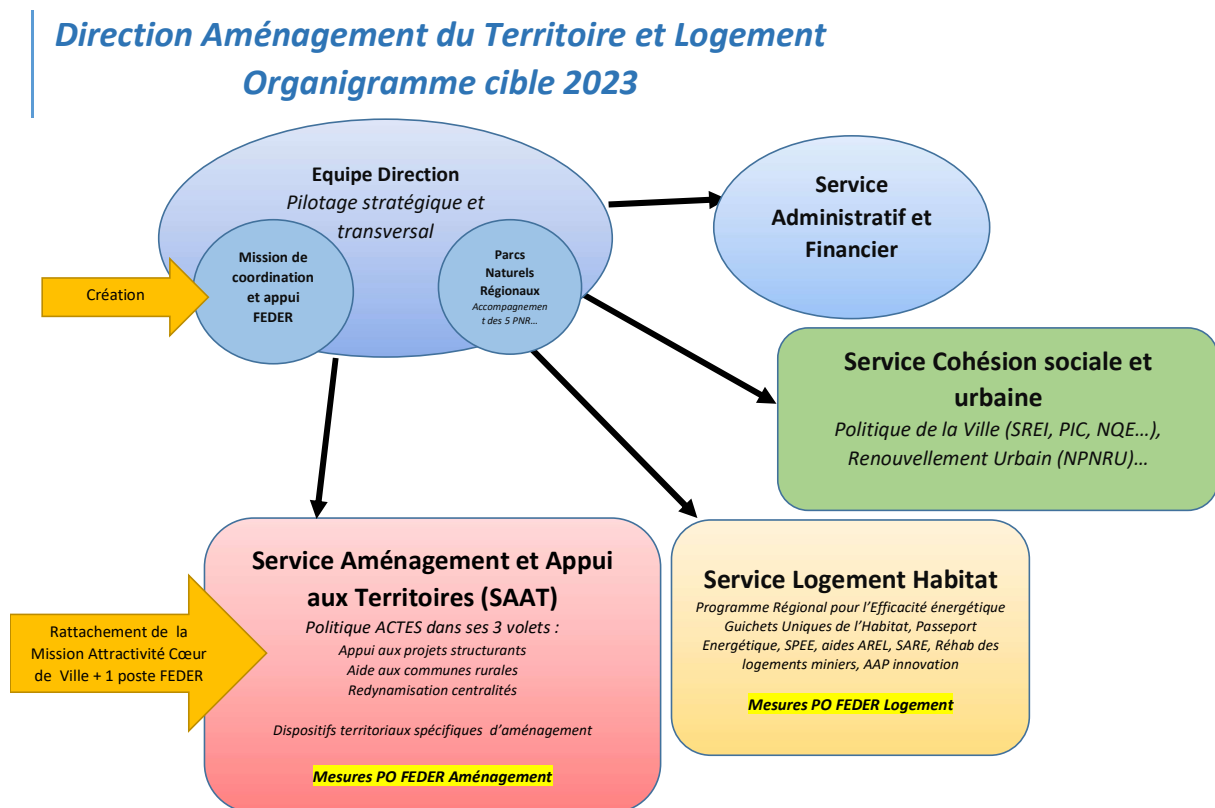 Direction Aménagement du Territoire et Logement
Organigramme cible 2023
Equipe Direction
Pilotage stratégique et
transversal
Mission de
coordination
et appui
FEDER
Parcs
Naturels
Régionaux
Accompagnemen
t des 5 PNR…
Service
Administratif et
Financier
Création
Service Cohésion sociale et
urbaine
Politique de la Ville (SREI, PIC, NQE…),
Renouvellement Urbain (NPNRU)…
Service Aménagement et Appui
aux Territoires (SAAT)
Politique ACTES dans ses 3 volets :
Appui aux projets structurants
Aide aux communes rurales
Redynamisation centralités
Dispositifs territoriaux spécifiques d’aménagement
Mesures PO FEDER Aménagement
Rattachement de la
Mission Attractivité Cœur
de Ville + 1 poste FEDER
Service Logement Habitat
Programme Régional pour l’Efficacité énergétique
Guichets Uniques de l’Habitat, Passeport
Energétique, SPEE, aides AREL, SARE, Réhab des
logements miniers, AAP innovation
Mesures PO FEDER Logement